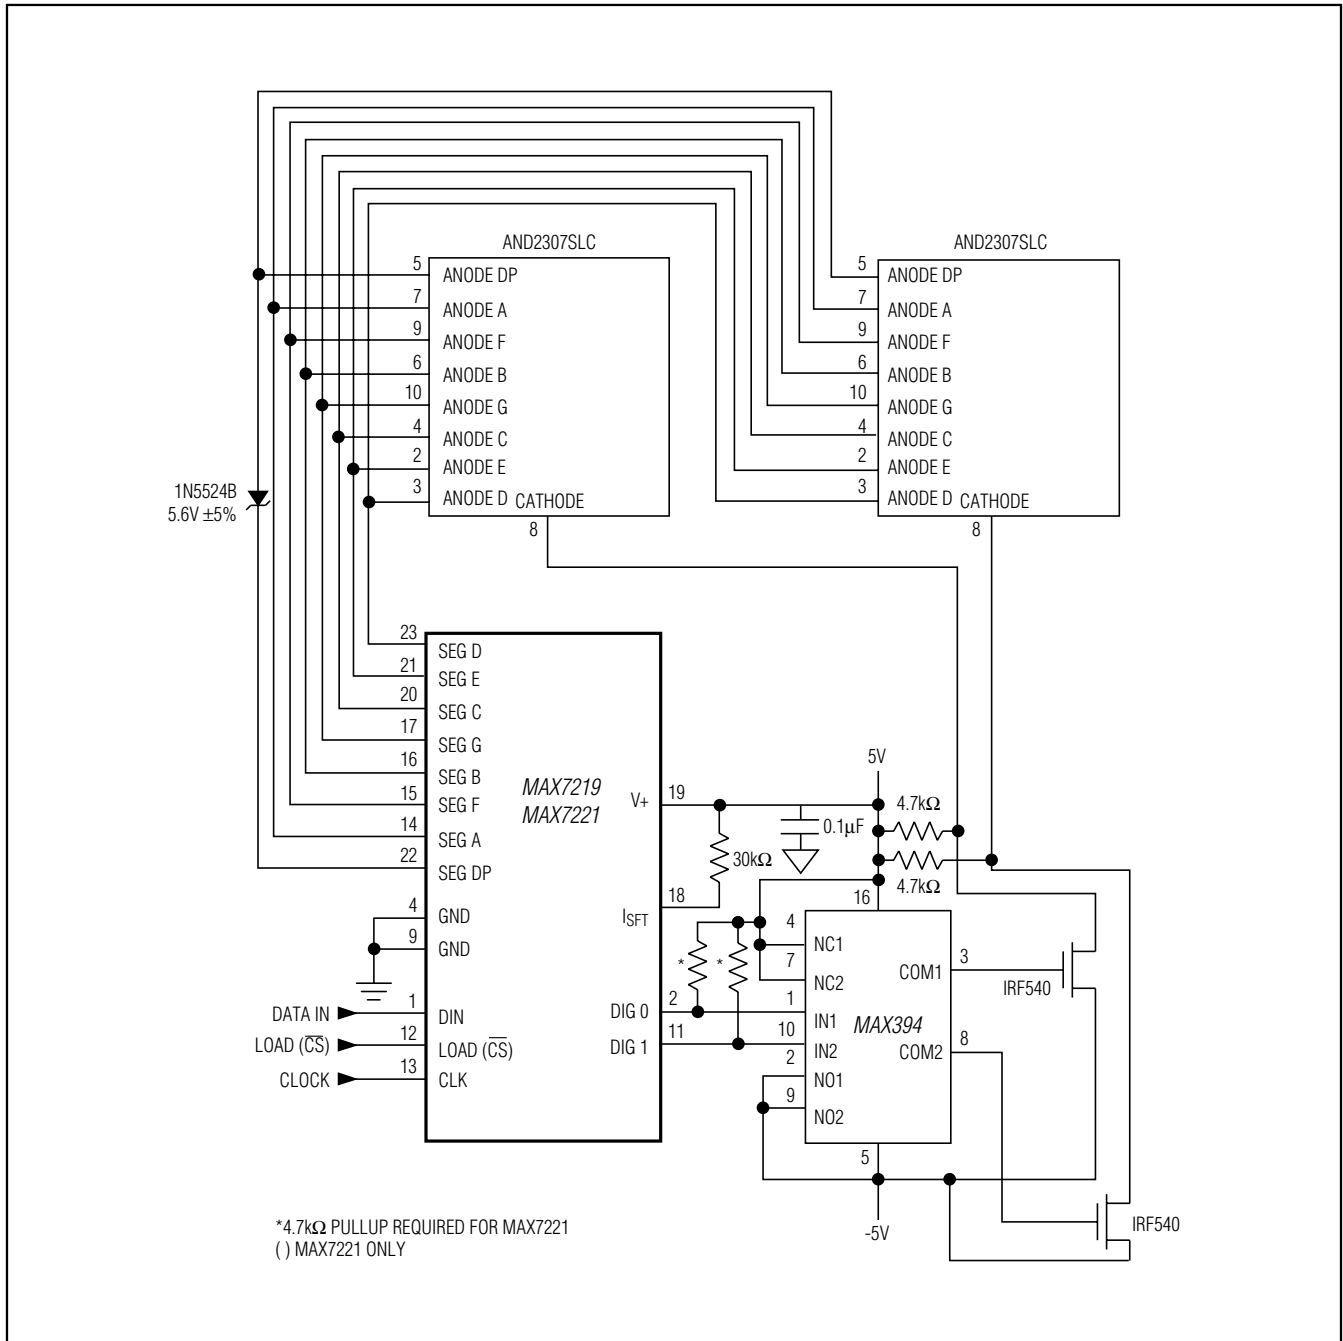 AND2307SLC
5 ANODE DP
7 ANODE A
9 ANODE F
6 ANODE B
10 ANODE G
4 ANODE C
2 ANODE E
3 ANODE D CATHODE
8
AND2307SLC
5 ANODE DP
7 ANODE A
9 ANODE F
6 ANODE B
10 ANODE G
4 ANODE C
2 ANODE E
3 ANODE D CATHODE
8
1N5524B
5.6V ±5%
23 SEG D
21 SEG E
20 SEG C
17 SEG G
16 SEG B
15 SEG F
14 SEG A
22 SEG DP
4 GND
9 GND
DATA IN 1 DIN
LOAD (C̅S̅) 12 LOAD (C̅S̅)
CLOCK 13 CLK
MAX7219
MAX7221
V+ 19
ISFT 18
DIG 0 2
DIG 1 11
30kΩ
0.1µF
5V
4.7kΩ
4.7kΩ
*
*
16
4 NC1
7 NC2
1 IN1
10 IN2
2 NO1
9 NO2
MAX394
COM1 3
COM2 8
5
-5V
IRF540
IRF540
*4.7kΩ PULLUP REQUIRED FOR MAX7221
( ) MAX7221 ONLY